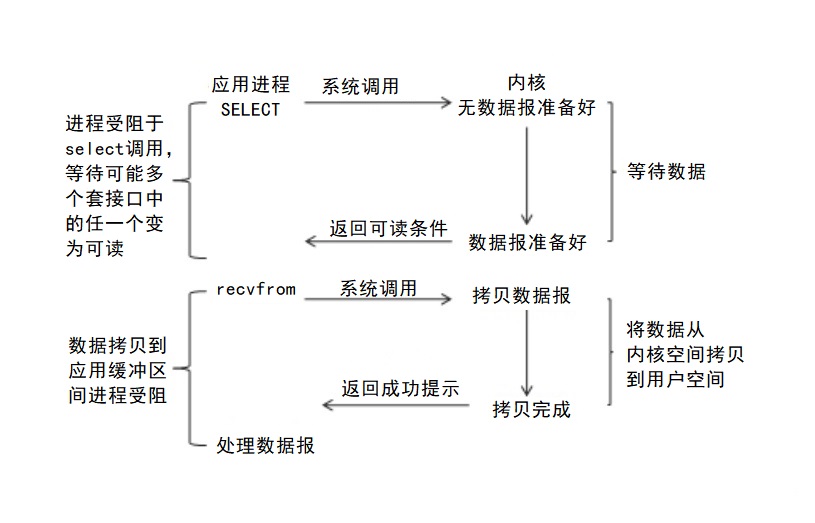 应用进程
SELECT
系统调用
内核
无数据报准备好
进程受阻于
select调用，
等待可能多
个套接口中
的任一个变
为可读
等待数据
返回可读条件
数据报准备好
recvfrom
系统调用
拷贝数据报
数据拷贝到
应用缓冲区
间进程受阻
将数据从
内核空间拷贝
到用户空间
返回成功提示
拷贝完成
处理数据报